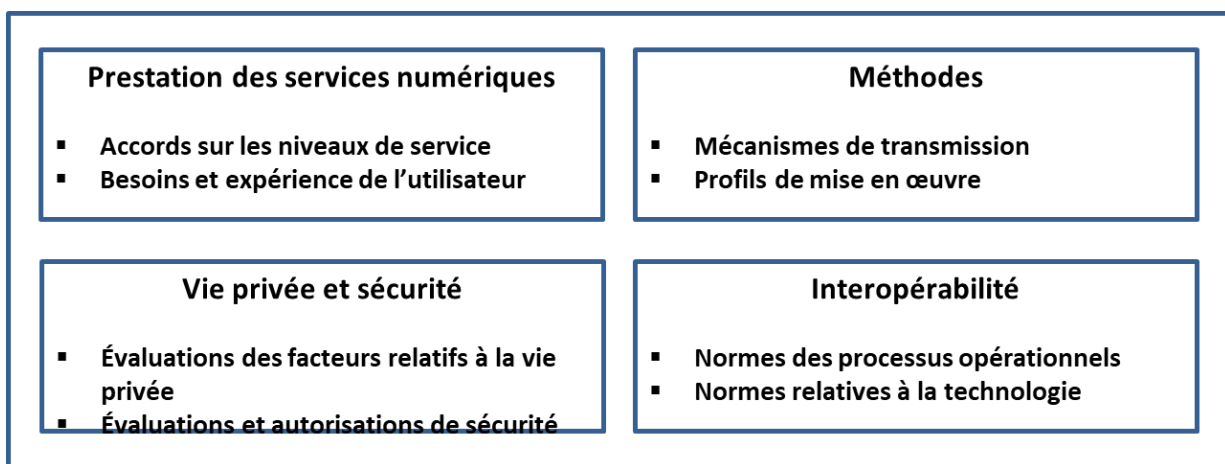 Prestation des services numériques
▪ Accords sur les niveaux de service
▪ Besoins et expérience de l’utilisateur
Méthodes
▪ Mécanismes de transmission
▪ Profils de mise en œuvre
Vie privée et sécurité
▪ Évaluations des facteurs relatifs à la vie
privée
▪ Évaluations et autorisations de sécurité
Interopérabilité
▪ Normes des processus opérationnels
▪ Normes relatives à la technologie